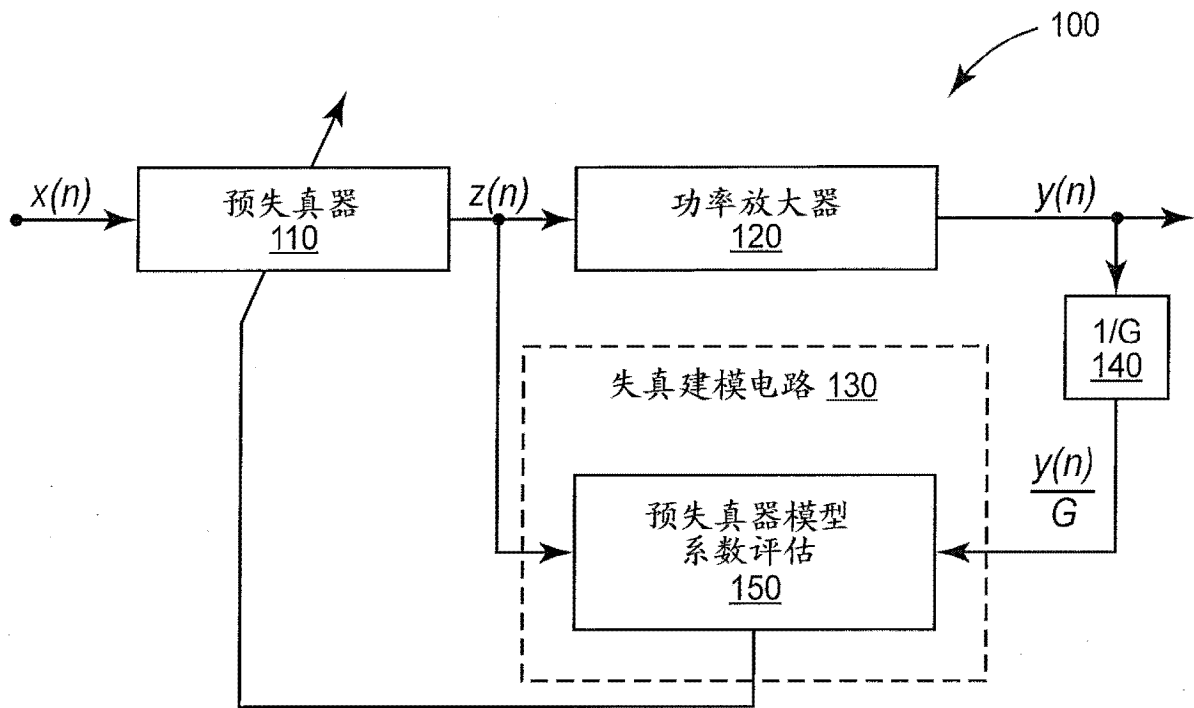 100
x(n)
预失真器
110
z(n)
功率放大器
120
y(n)
1/G
140
失真建模电路 130
y(n)
G
预失真器模型
系数评估
150